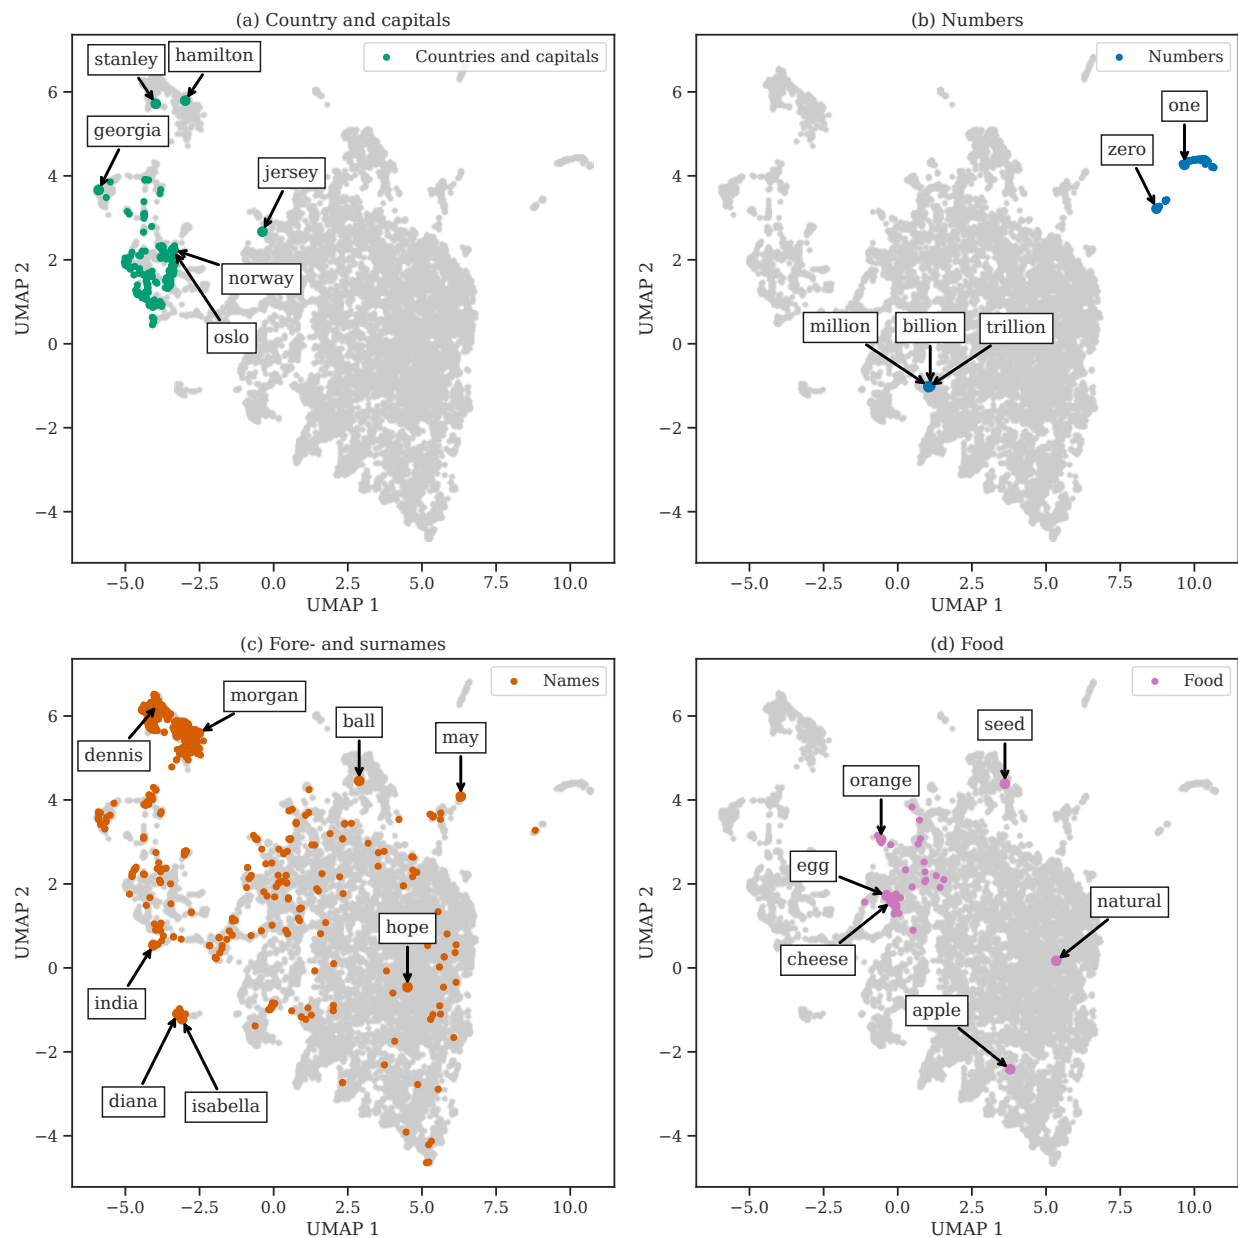 (a) Country and capitals
Countries and capitals
stanley
hamilton
georgia
jersey
norway
oslo
6
4
2
0
−2
−4
UMAP 2
−5.0 −2.5 0.0 2.5 5.0 7.5 10.0
UMAP 1
(b) Numbers
Numbers
one
zero
million
billion
trillion
6
4
2
0
−2
−4
UMAP 2
−5.0 −2.5 0.0 2.5 5.0 7.5 10.0
UMAP 1
(c) Fore- and surnames
Names
morgan
dennis
ball
may
hope
india
diana
isabella
6
4
2
0
−2
−4
UMAP 2
−5.0 −2.5 0.0 2.5 5.0 7.5 10.0
UMAP 1
(d) Food
Food
seed
orange
egg
natural
cheese
apple
6
4
2
0
−2
−4
UMAP 2
−5.0 −2.5 0.0 2.5 5.0 7.5 10.0
UMAP 1